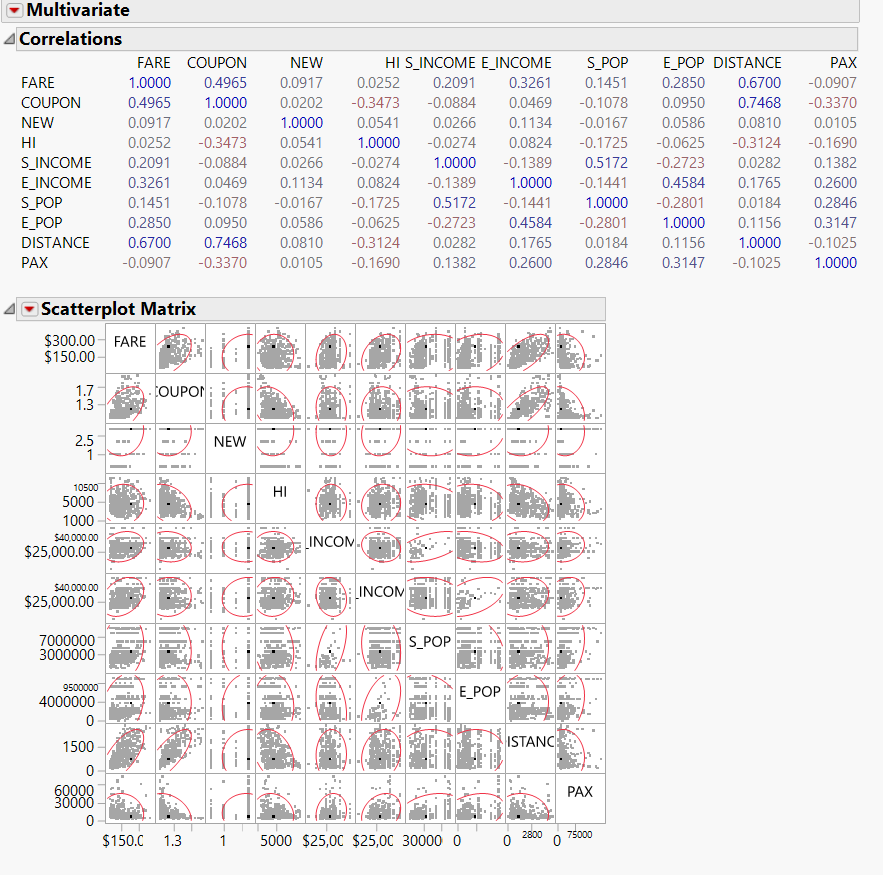 Multivariate
Correlations
FARE COUPON NEW HI S_INCOME E_INCOME S_POP E_POP DISTANCE PAX
FARE 1.0000 0.4965 0.0917 0.0252 0.2091 0.3261 0.1451 0.2850 0.6700 -0.0907
COUPON 0.4965 1.0000 0.0202 -0.3473 -0.0884 0.0469 -0.1078 0.0950 0.7468 -0.3370
NEW 0.0917 0.0202 1.0000 0.0541 0.0266 0.1134 -0.0167 0.0586 0.0810 0.0105
HI 0.0252 -0.3473 0.0541 1.0000 -0.0274 0.0824 -0.1725 -0.0625 -0.3124 -0.1690
S_INCOME 0.2091 -0.0884 0.0266 -0.0274 1.0000 -0.1389 0.5172 -0.2723 0.0282 0.1382
E_INCOME 0.3261 0.0469 0.1134 0.0824 -0.1389 1.0000 -0.1441 0.4584 0.1765 0.2600
S_POP 0.1451 -0.1078 -0.0167 -0.1725 0.5172 -0.1441 1.0000 -0.2801 0.0184 0.2846
E_POP 0.2850 0.0950 0.0586 -0.0625 -0.2723 0.4584 -0.2801 1.0000 0.1156 0.3147
DISTANCE 0.6700 0.7468 0.0810 -0.3124 0.0282 0.1765 0.0184 0.1156 1.0000 -0.1025
PAX -0.0907 -0.3370 0.0105 -0.1690 0.1382 0.2600 0.2846 0.3147 -0.1025 1.0000
Scatterplot Matrix
$300.00 FARE
$150.00
1.7 COUPON
1.3
2.5 NEW
1
10500 HI
5000
1000
$40,000.00 _INCOM
$25,000.00
$40,000.00 _INCOM
$25,000.00
7000000 S_POP
3000000
9500000 E_POP
4000000
0
1500 ISTANC
0
60000 PAX
30000
0
$150.0 1.3 1 5000 $25,00 $25,00 30000 0 0 2800 0 75000